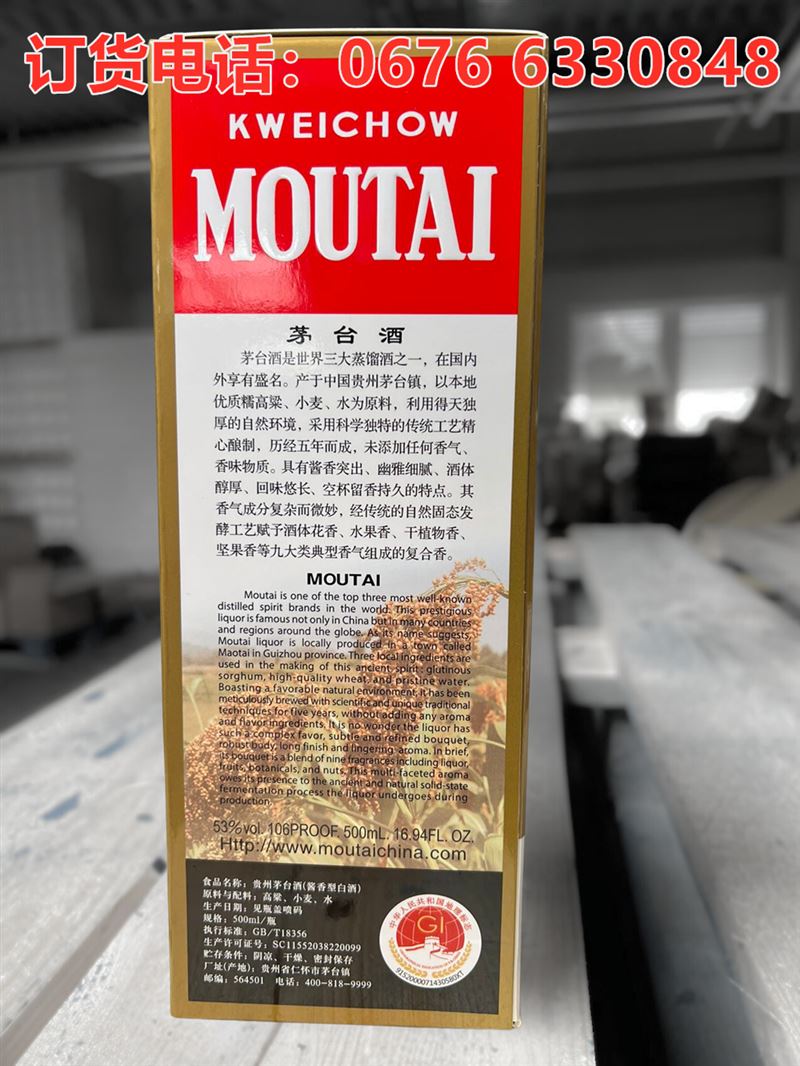 订货电话：0676 6330848
KWEICHOW
MOUTAI
茅台酒
茅台酒是世界三大蒸馏酒之一，在国内
外享有盛名。产于中国贵州茅台镇，以本地
优质糯高粱、小麦、水为原料，利用得天独
厚的自然环境，采用科学独特的传统工艺精
心酿制，历经五年而成，未添加任何香气、
香味物质。具有酱香突出、幽雅细腻、酒体
醇厚、回味悠长、空杯留香持久的特点。其
香气成分复杂而微妙，经传统的自然固态发
酵工艺赋予酒体花香、水果香、干植物香、
坚果香等九大类典型香气组成的复合香。
MOUTAI
Moutai is one of the top three most well-known
distilled spirit brands in the world. This prestigious
liquor is famous not only in China but in many countries
and regions around the globe. As its name suggests,
Moutai liquor is locally produced in a town called
Maotai in Guizhou province. Three local ingredients are
used in the making of this ancient spirit: glutinous
sorghum, high-quality wheat, and pristine water.
Boasting a favorable natural environment, it has been
meticulously brewed with scientific and unique traditional
techniques for five years, without adding any aroma
and flavor ingredients. It is no wonder the liquor has
such a complex favor, subtle and refined bouquet,
robust body, long finish and lingering aroma. In brief,
its bouquet is a blend of nine fragrances including liquor,
fruits, botanicals, and nuts. This multi-faceted aroma
owes its presence to the ancient and natural solid-state
fermentation process the liquor undergoes during
production.
53%vol. 106PROOF. 500mL. 16.94FL. OZ.
Http://www.moutaichina.com
食品名称：贵州茅台酒(酱香型白酒)
原料与配料：高粱、小麦、水
生产日期：见瓶盖喷码
规格：500ml/瓶
执行标准：GB/T18356
生产许可证号：SC11552038220099
贮存条件：阴凉、干燥、密封保存
厂址(产地)：贵州省仁怀市茅台镇
邮编：564501 电话：400-818-9999
中华人民共和国地理标志
GI
9152000071430580XT